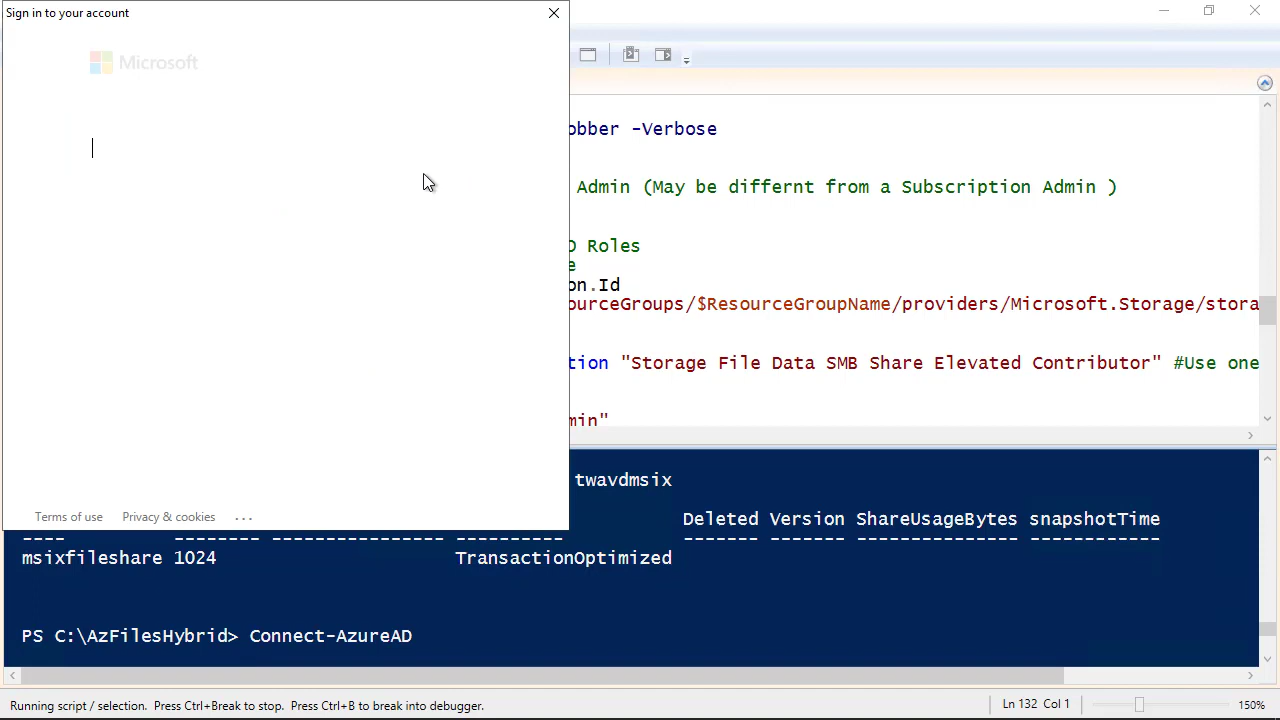 Sign in to your account
Microsoft
obber -Verbose
Admin (May be differnt from a Subscription Admin )
D Roles
e
on.Id
ourceGroups/$ResourceGroupName/providers/Microsoft.Storage/stora
tion "Storage File Data SMB Share Elevated Contributor" #Use one
min"
Terms of use Privacy & cookies ...
twavdmsix
Deleted Version ShareUsageBytes snapshotTime
---- -------- ---------------- ---------- ------- ------- --------------- ------------
msixfileshare 1024 TransactionOptimized
PS C:\AzFilesHybrid> Connect-AzureAD
Running script / selection. Press Ctrl+Break to stop. Press Ctrl+B to break into debugger.
Ln 132 Col 1
150%